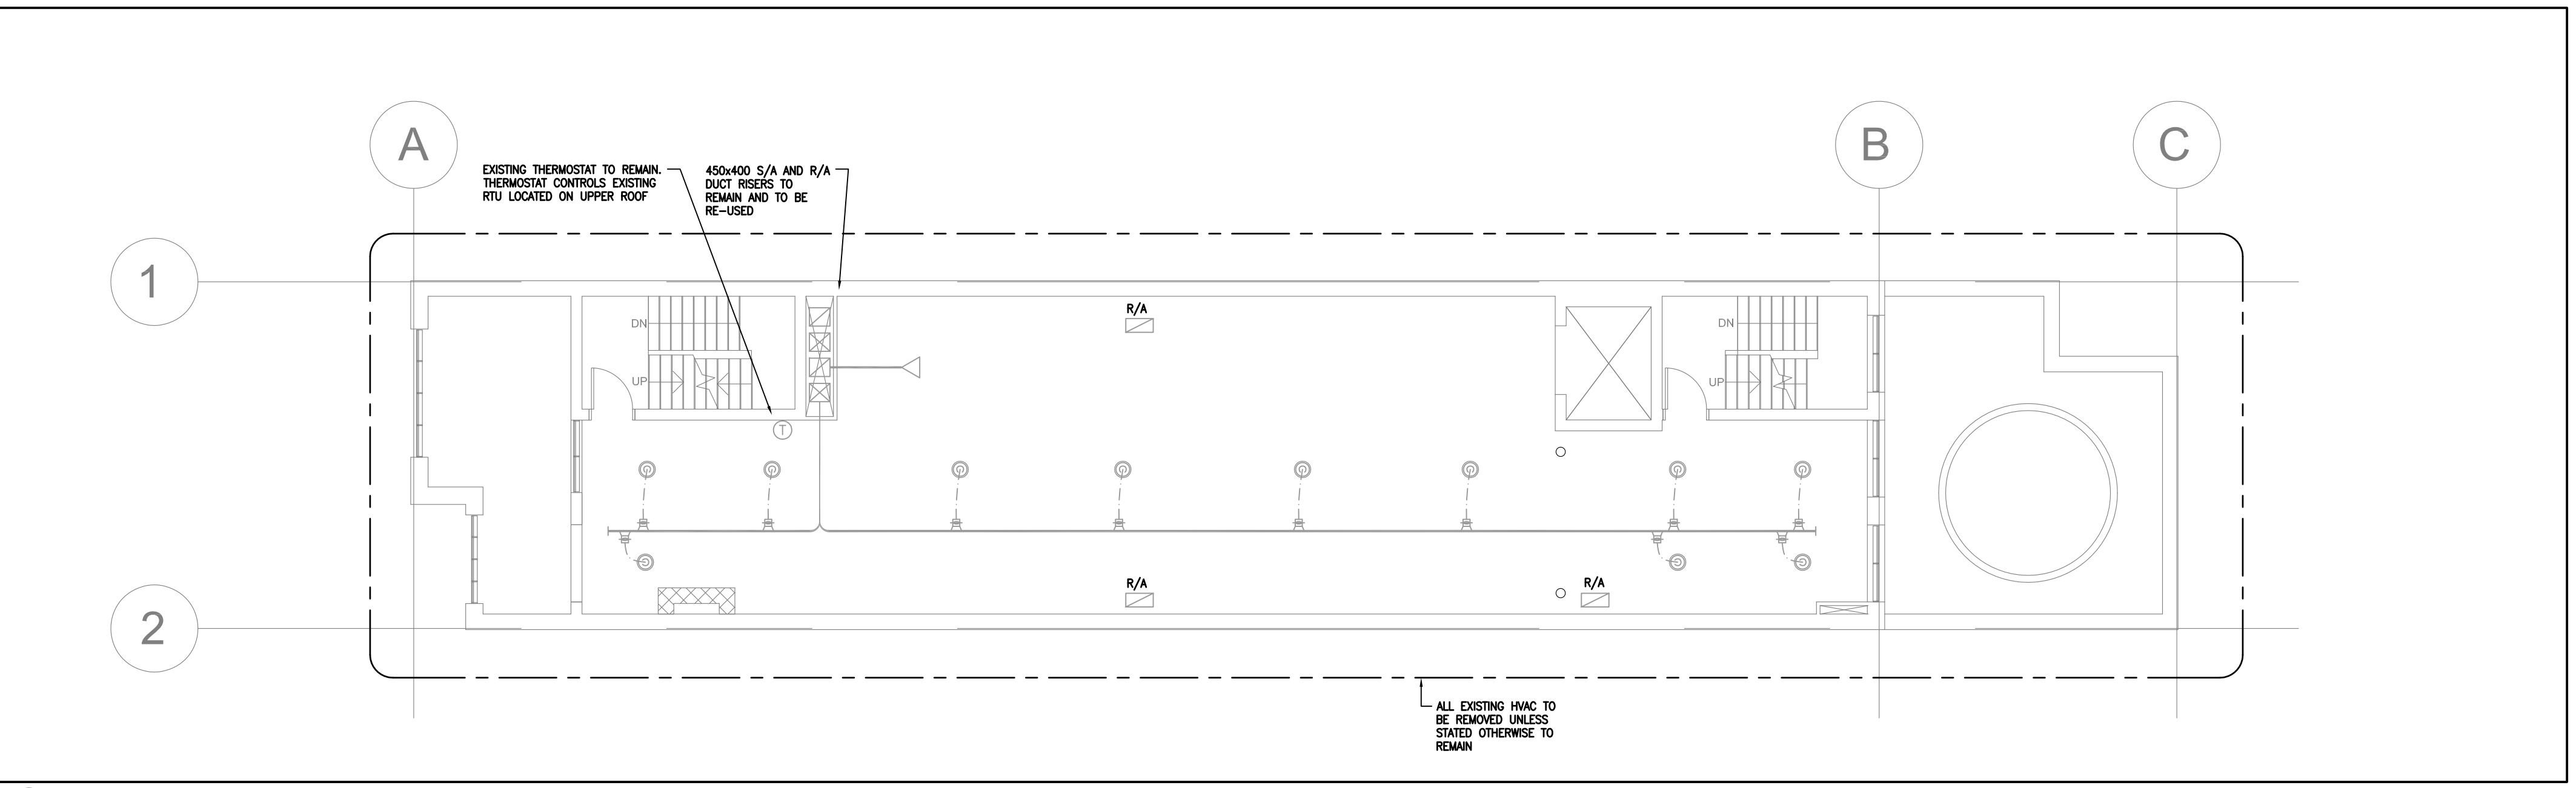 A
B
C
EXISTING THERMOSTAT TO REMAIN.
THERMOSTAT CONTROLS EXISTING
RTU LOCATED ON UPPER ROOF
450x400 S/A AND R/A
DUCT RISERS TO
REMAIN AND TO BE
RE-USED
1
R/A
DN
UP
DN
UP
T
R/A
R/A
2
ALL EXISTING HVAC TO
BE REMOVED UNLESS
STATED OTHERWISE TO
REMAIN